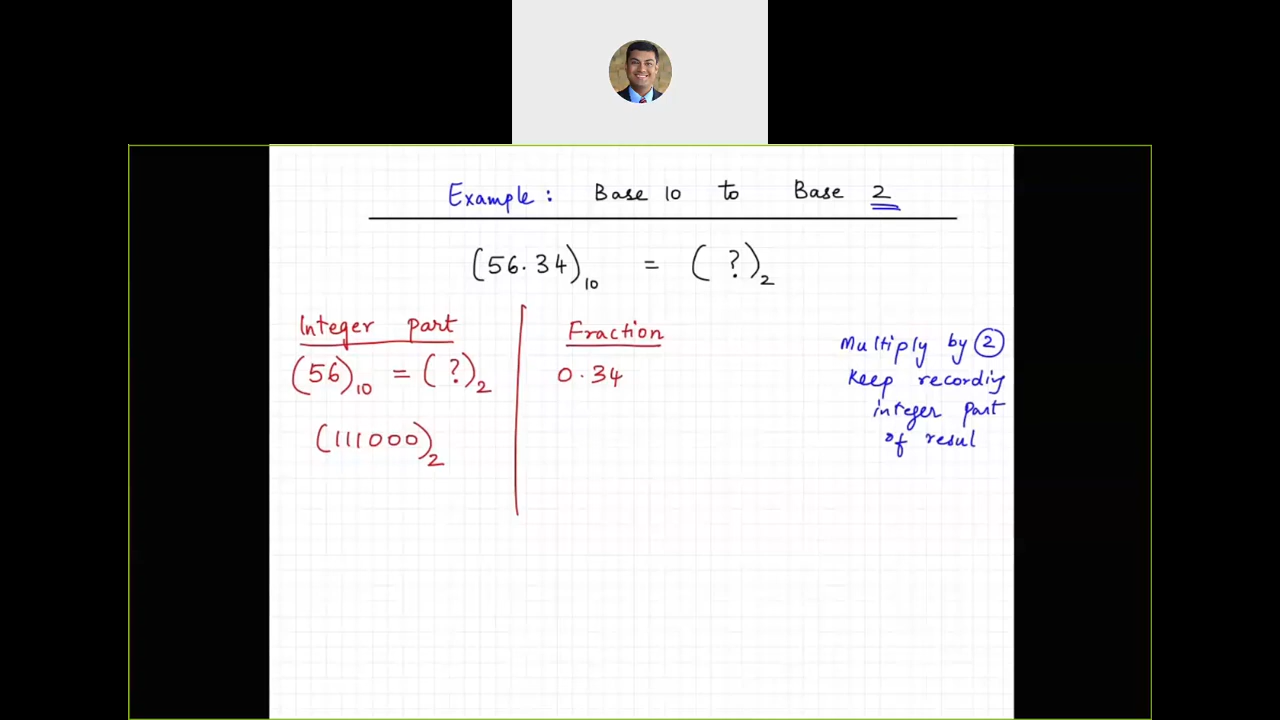 Example: Base 10 to Base 2
(56.34)10 = ( ? )2
Integer part
(56)10 = ( ? )2
(111000)2
Fraction
0.34
Multiply by 2
Keep recording
integer part
of resul